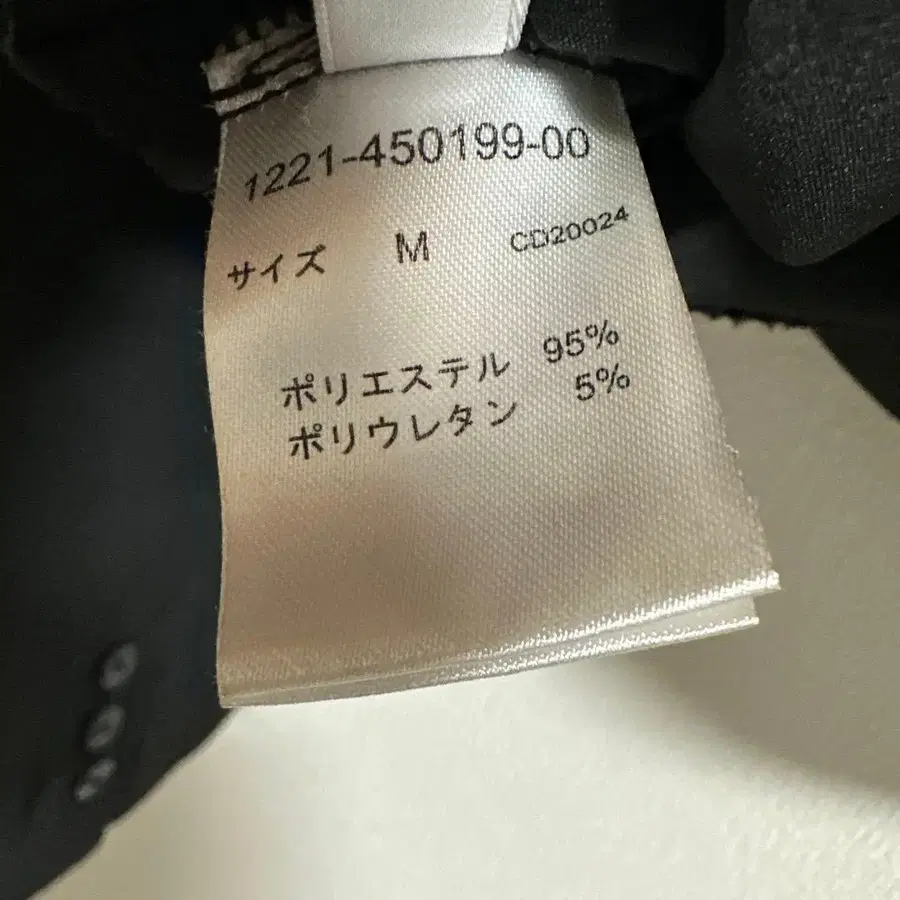 1221-450199-00
サイズ M CD20024
ポリエステル 95%
ポリウレタン 5%